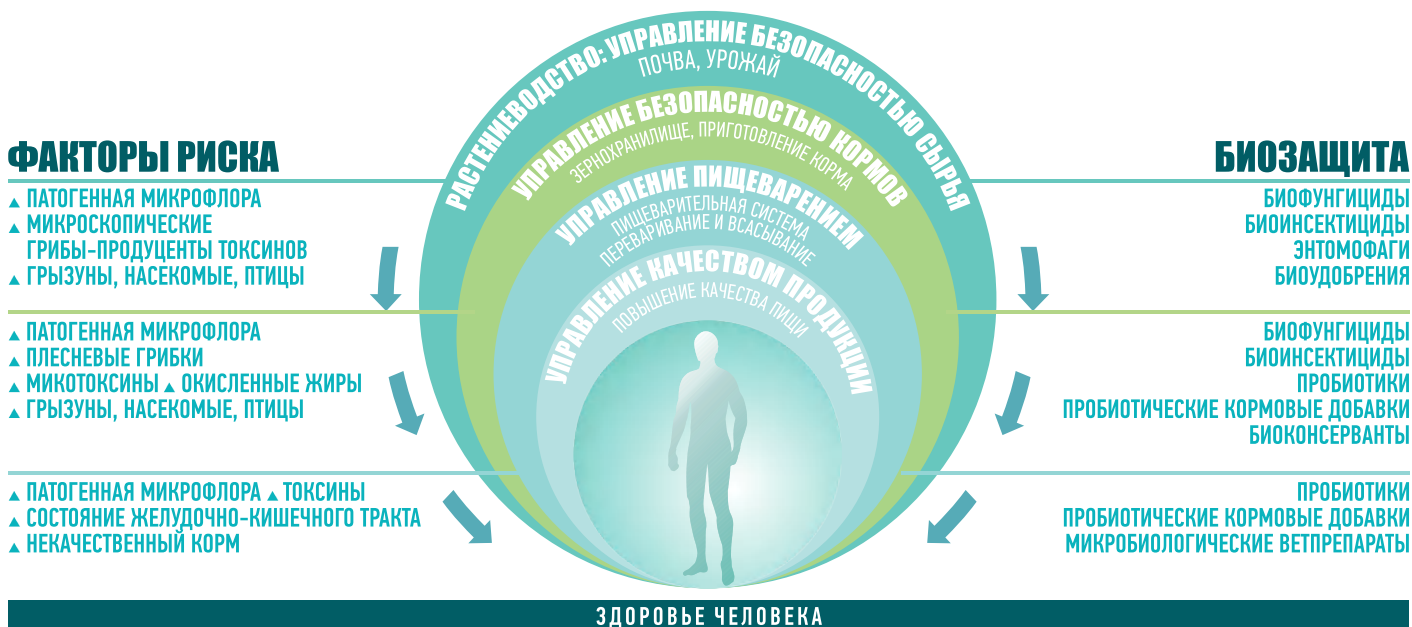 РАСТЕНИЕВОДСТВО: УПРАВЛЕНИЕ БЕЗОПАСНОСТЬЮ СЫРЬЯ
ПОЧВА, УРОЖАЙ
УПРАВЛЕНИЕ БЕЗОПАСНОСТЬЮ КОРМОВ
ЗЕРНОХРАНИЛИЩЕ, ПРИГОТОВЛЕНИЕ КОРМА
УПРАВЛЕНИЕ ПИЩЕВАРЕНИЕМ
ПИЩЕВАРИТЕЛЬНАЯ СИСТЕМА
ПЕРЕВАРИВАНИЕ И ВСАСЫВАНИЕ
УПРАВЛЕНИЕ КАЧЕСТВОМ ПРОДУКЦИИ
ПОВЫШЕНИЕ КАЧЕСТВА ПИЩИ
ФАКТОРЫ РИСКА
▲ ПАТОГЕННАЯ МИКРОФЛОРА
▲ МИКРОСКОПИЧЕСКИЕ
ГРИБЫ-ПРОДУЦЕНТЫ ТОКСИНОВ
▲ ГРЫЗУНЫ, НАСЕКОМЫЕ, ПТИЦЫ
▲ ПАТОГЕННАЯ МИКРОФЛОРА
▲ ПЛЕСНЕВЫЕ ГРИБКИ
▲ МИКОТОКСИНЫ ▲ ОКИСЛЕННЫЕ ЖИРЫ
▲ ГРЫЗУНЫ, НАСЕКОМЫЕ, ПТИЦЫ
▲ ПАТОГЕННАЯ МИКРОФЛОРА ▲ ТОКСИНЫ
▲ СОСТОЯНИЕ ЖЕЛУДОЧНО-КИШЕЧНОГО ТРАКТА
▲ НЕКАЧЕСТВЕННЫЙ КОРМ
БИОЗАЩИТА
БИОФУНГИЦИДЫ
БИОИНСЕКТИЦИДЫ
ЭНТОМОФАГИ
БИОУДОБРЕНИЯ
БИОФУНГИЦИДЫ
БИОИНСЕКТИЦИДЫ
ПРОБИОТИКИ
ПРОБИОТИЧЕСКИЕ КОРМОВЫЕ ДОБАВКИ
БИОКОНСЕРВАНТЫ
ПРОБИОТИКИ
ПРОБИОТИЧЕСКИЕ КОРМОВЫЕ ДОБАВКИ
МИКРОБИОЛОГИЧЕСКИЕ ВЕТПРЕПАРАТЫ
ЗДОРОВЬЕ ЧЕЛОВЕКА